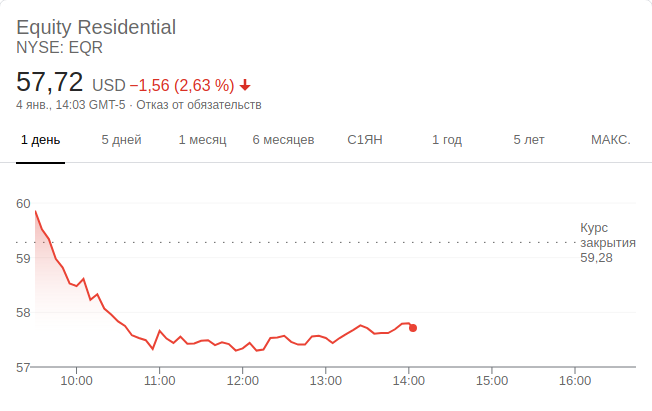 Equity Residential
NYSE: EQR
57,72 USD −1,56 (2,63 %)
4 янв., 14:03 GMT-5 · Отказ от обязательств
1 день 5 дней 1 месяц 6 месяцев С1ЯН 1 год 5 лет МАКС.
60
Курс
закрытия
59,28
59
58
57
10:00 11:00 12:00 13:00 14:00 15:00 16:00